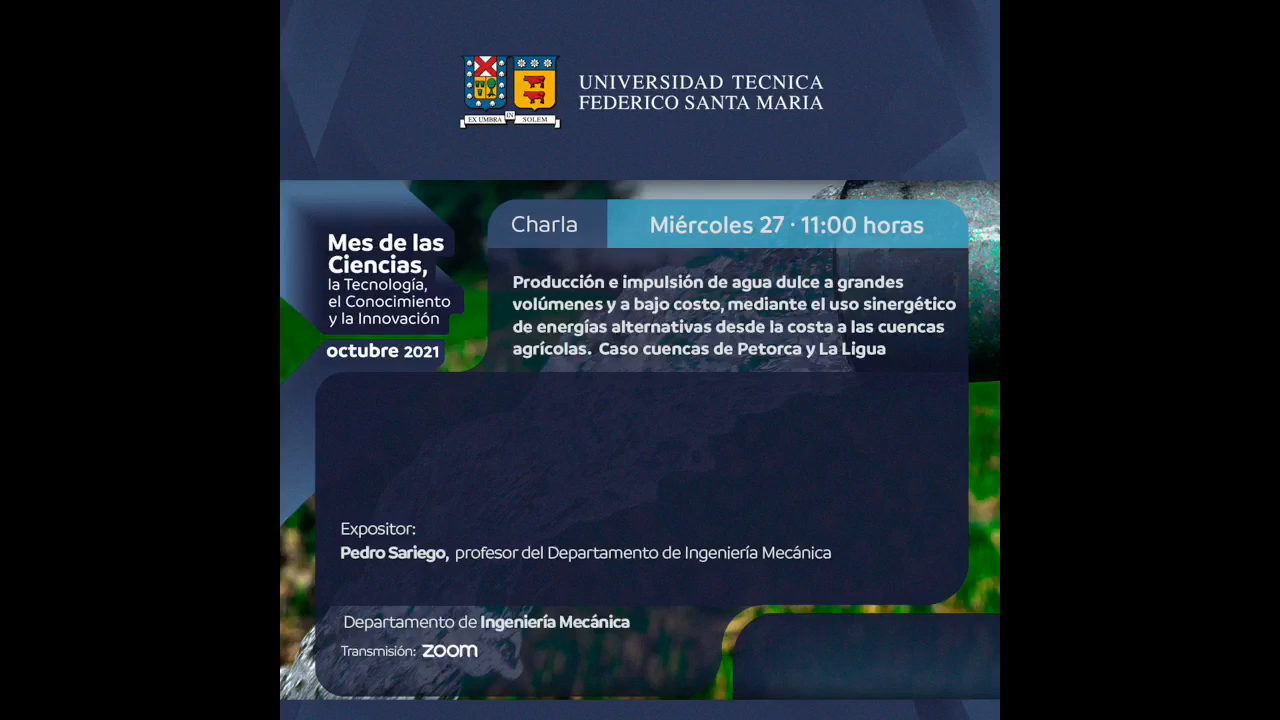 EX UMBRA IN SOLEM
UNIVERSIDAD TECNICA
FEDERICO SANTA MARIA
Mes de las
Ciencias,
la Tecnología,
el Conocimiento
y la Innovación
octubre 2021
Charla
Miércoles 27 · 11:00 horas
Producción e impulsión de agua dulce a grandes
volúmenes y a bajo costo, mediante el uso sinergético
de energías alternativas desde la costa a las cuencas
agrícolas. Caso cuencas de Petorca y La Ligua
Expositor:
Pedro Sariego, profesor del Departamento de Ingeniería Mecánica
Departamento de Ingeniería Mecánica
Transmisión: zoom